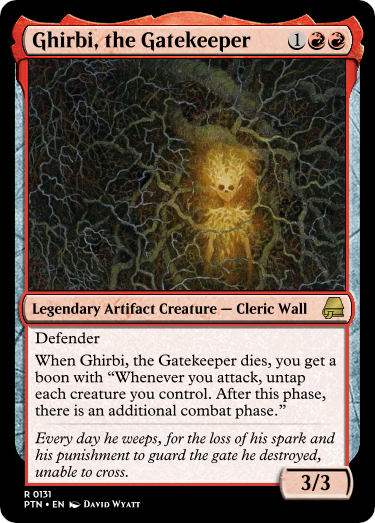 Ghirbi, the Gatekeeper 1
Legendary Artifact Creature — Cleric Wall
Defender
When Ghirbi, the Gatekeeper dies, you get a
boon with “Whenever you attack, untap
each creature you control. After this phase,
there is an additional combat phase.”
Every day he weeps, for the loss of his spark and
his punishment to guard the gate he destroyed,
unable to cross.
3/3
R 0131
PTN • EN David Wyatt